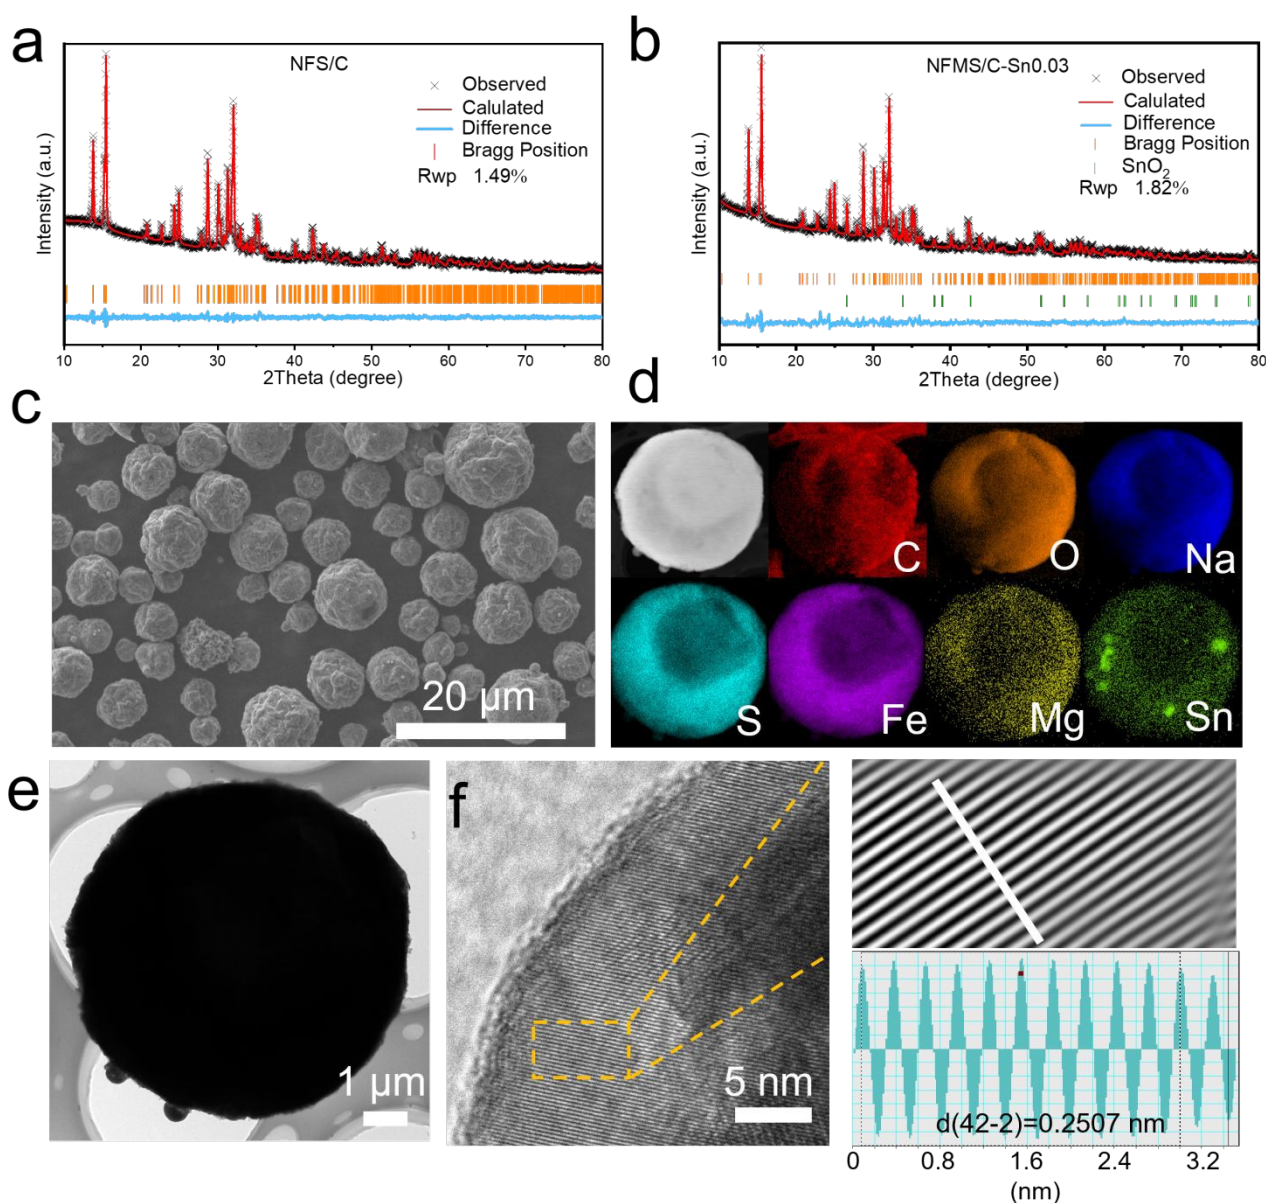 a
NFS/C
Observed
Calulated
Difference
Bragg Position
Rwp 1.49%
Intensity (a.u.)
10 20 30 40 50 60 70 80
2Theta (degree)
b
NFMS/C-Sn0.03
Observed
Calulated
Difference
Bragg Position
SnO2
Rwp 1.82%
Intensity (a.u.)
10 20 30 40 50 60 70 80
2Theta (degree)
c
20 μm
d
C
O
Na
S
Fe
Mg
Sn
e
1 μm
f
5 nm
d(42-2)=0.2507 nm
0 0.8 1.6 2.4 3.2
(nm)